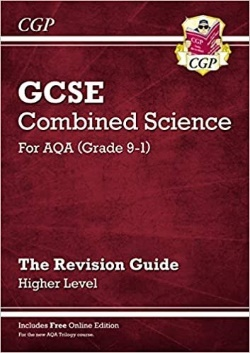 CGP
CGP
GCSE
Combined Science
For AQA (Grade 9-1)
The Revision Guide
Higher Level
Includes Free Online Edition
For the new AQA Trilogy course.